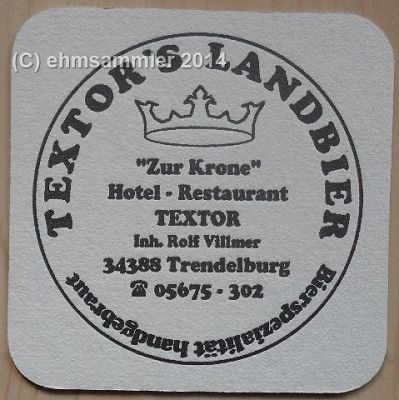 (C) ehmsammler 2014
TEXTOR'S LANDBIER
"Zur Krone"
Hotel - Restaurant
TEXTOR
Inh. Rolf Villmer
34388 Trendelburg
☎ 05675 - 302
Bierspezialität handgebraut